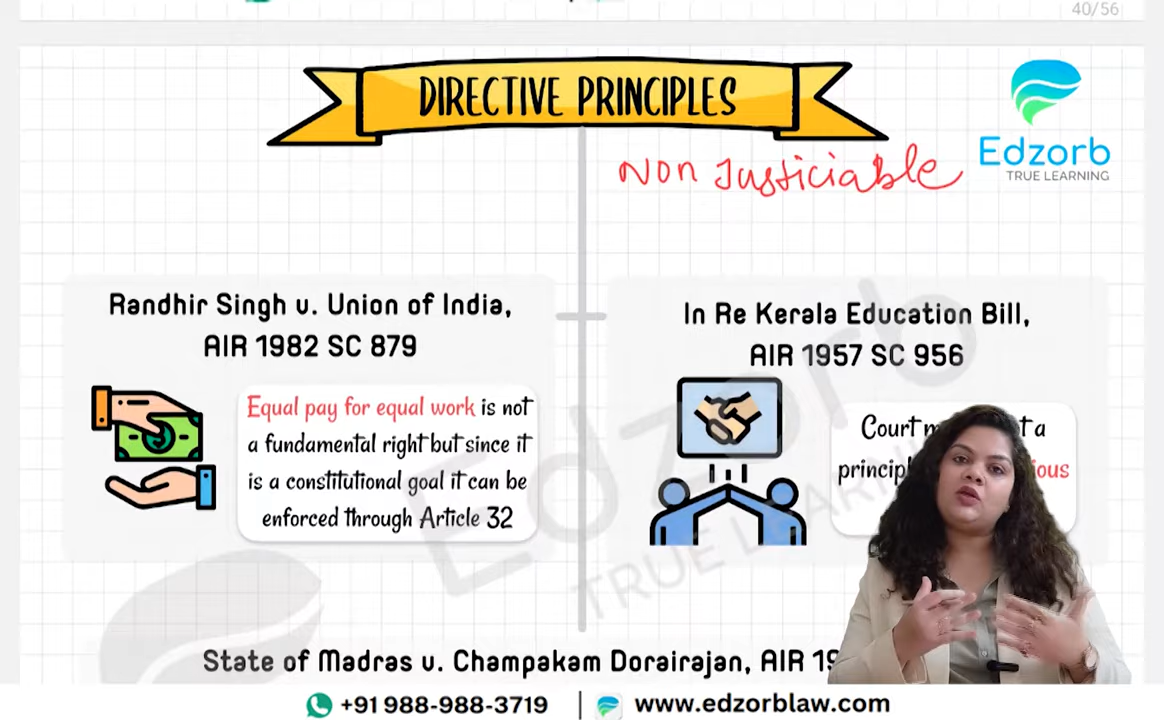 40/56
DIRECTIVE PRINCIPLES
Non Justiciable
Edzorb
TRUE LEARNING
Randhir Singh v. Union of India,
AIR 1982 SC 879
Equal pay for equal work is not
a fundamental right but since it
is a constitutional goal it can be
enforced through Article 32
In Re Kerala Education Bill,
AIR 1957 SC 956
Court
a
Edzorb
TRUE LEARNING
State of Madras v. Champakam Dorairajan, AIR
+91 988-988-3719 | www.edzorblaw.com